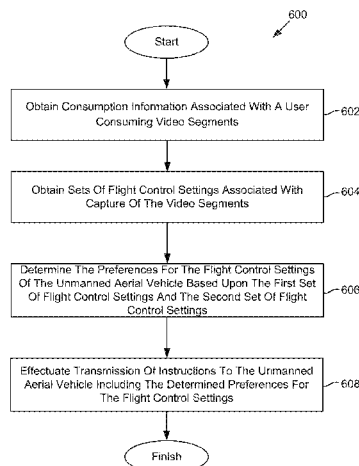 600
Start
Obtain Consumption Information Associated With A User
Consuming Video Segments
602
Obtain Sets Of Flight Control Settings Associated With
Capture Of The Video Segments
604
Determine The Preferences For The Flight Control Settings
Of The Unmanned Aerial Vehicle Based Upon The First Set
Of Flight Control Settings And The Second Set Of Flight
Control Settings
606
Effectuate Transmission Of Instructions To The Unmanned
Aerial Vehicle Including The Determined Preferences For
The Flight Control Settings
608
Finish